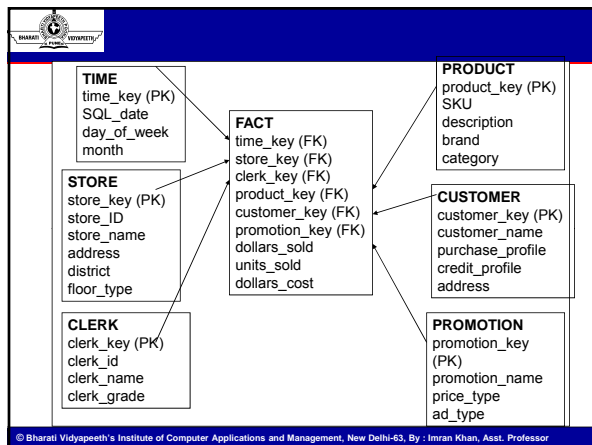 BHARATI VIDYAPEETH
PUNE
TIME
time_key (PK)
SQL_date
day_of_week
month
STORE
store_key (PK)
store_ID
store_name
address
district
floor_type
CLERK
clerk_key (PK)
clerk_id
clerk_name
clerk_grade
FACT
time_key (FK)
store_key (FK)
clerk_key (FK)
product_key (FK)
customer_key (FK)
promotion_key (FK)
dollars_sold
units_sold
dollars_cost
PRODUCT
product_key (PK)
SKU
description
brand
category
CUSTOMER
customer_key (PK)
customer_name
purchase_profile
credit_profile
address
PROMOTION
promotion_key
(PK)
promotion_name
price_type
ad_type
© Bharati Vidyapeeth's Institute of Computer Applications and Management, New Delhi-63, By : Imran Khan, Asst. Professor